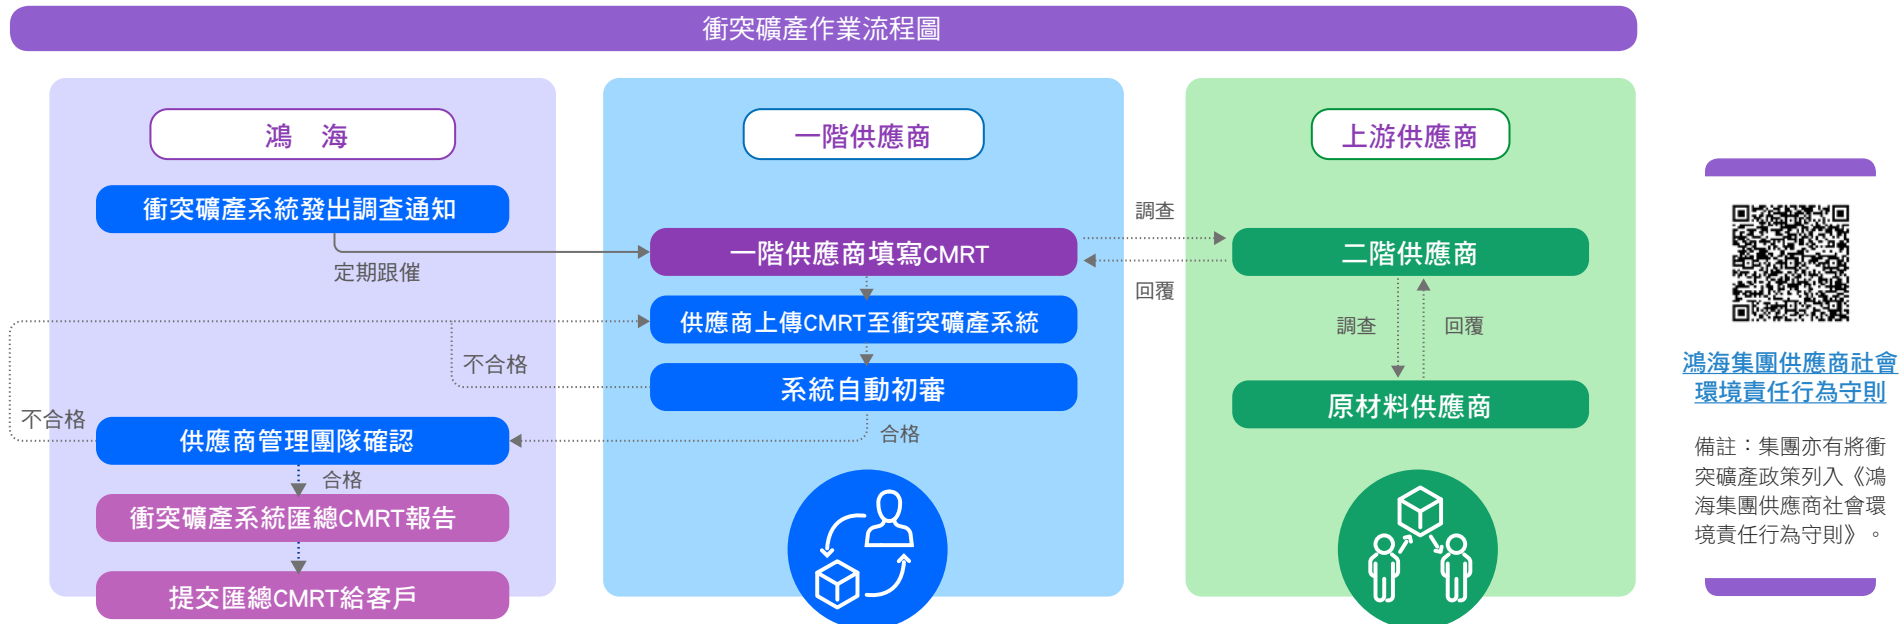 衝突礦產作業流程圖
鴻 海
衝突礦產系統發出調查通知
定期跟催
不合格
不合格
供應商管理團隊確認
合格
衝突礦產系統匯總CMRT報告
提交匯總CMRT給客戶
一階供應商
一階供應商填寫CMRT
供應商上傳CMRT至衝突礦產系統
系統自動初審
合格
調查
回覆
上游供應商
二階供應商
調查
回覆
原材料供應商
鴻海集團供應商社會
環境責任行為守則
備註：集團亦有將衝
突礦產政策列入《鴻
海集團供應商社會環
境責任行為守則》。